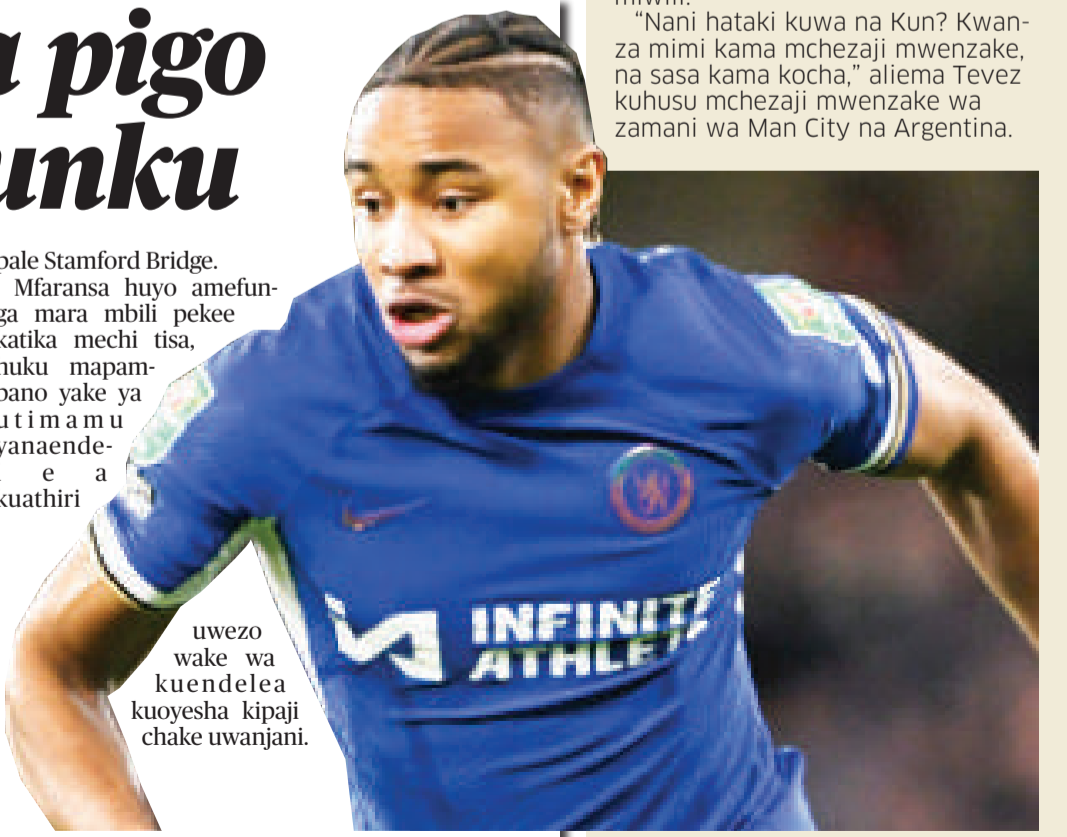 a pigo
unku
pale Stamford Bridge.
Mfaransa huyo amefun-
ga mara mbili pekee
katika mechi tisa,
huku mapam-
bano yake ya
utimamu
yanaende-
l e a
kuathiri
uwezo
wake wa
kuendelea
kuoyesha kipaji
chake uwanjani.
miwili.
“Nani hataki kuwa na Kun? Kwan-
za mimi kama mchezaji mwenzake,
na sasa kama kocha,” aliema Tevez
kuhusu mchezaji mwenzake wa
zamani wa Man City na Argentina.
INFINITE
ATHLETE